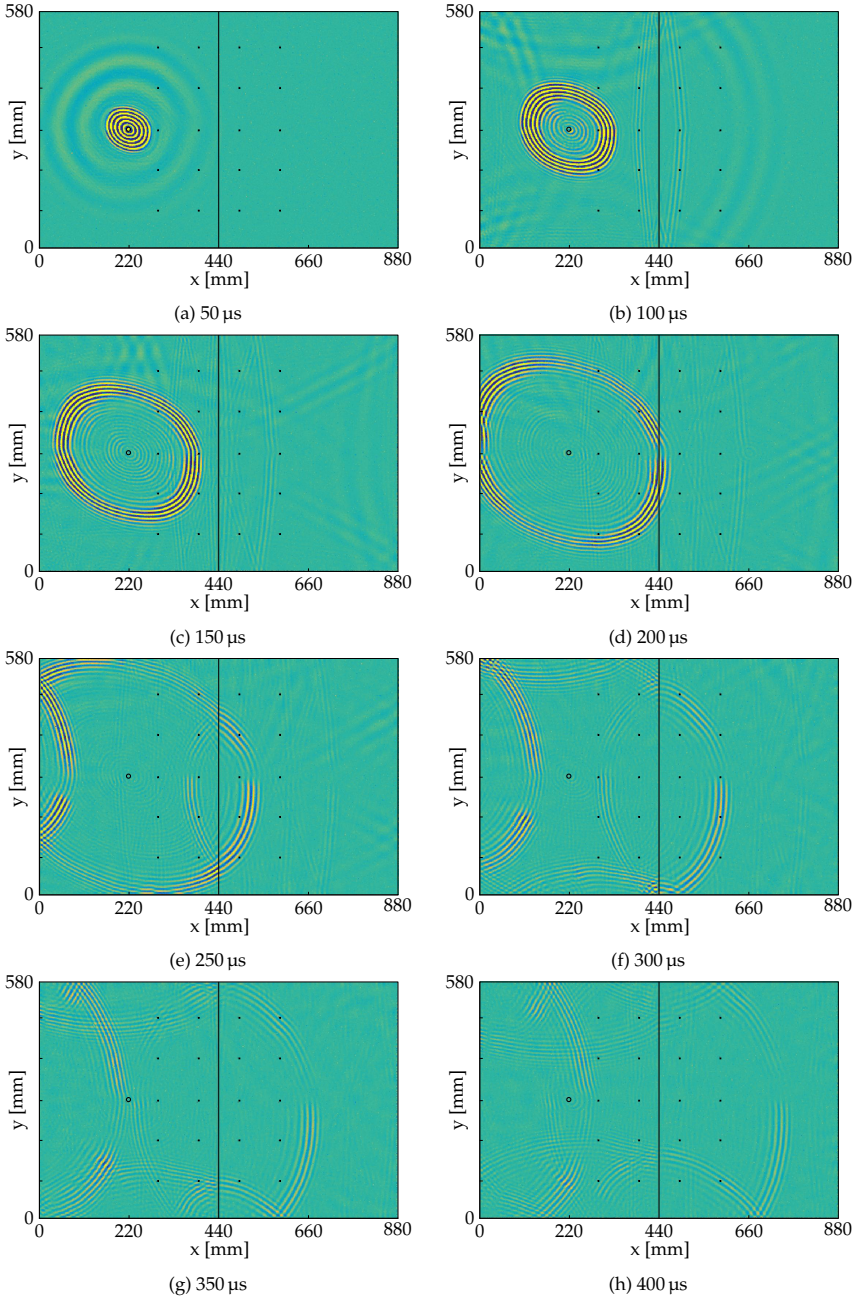 580
y [mm]
0
0 220 440 660 880
x [mm]
(a) 50 µs
580
y [mm]
0
0 220 440 660 880
x [mm]
(b) 100 µs
580
y [mm]
0
0 220 440 660 880
x [mm]
(c) 150 µs
580
y [mm]
0
0 220 440 660 880
x [mm]
(d) 200 µs
580
y [mm]
0
0 220 440 660 880
x [mm]
(e) 250 µs
580
y [mm]
0
0 220 440 660 880
x [mm]
(f) 300 µs
580
y [mm]
0
0 220 440 660 880
x [mm]
(g) 350 µs
580
y [mm]
0
0 220 440 660 880
x [mm]
(h) 400 µs